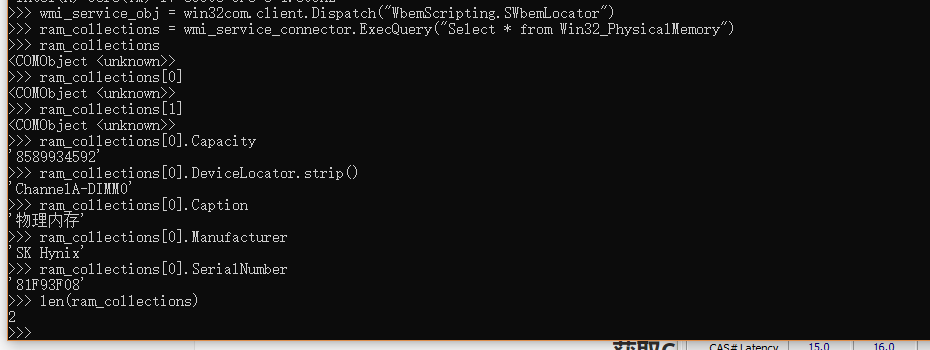 >>> wmi_service_obj = win32com.client.Dispatch("WbemScripting.SWbemLocator")
>>> ram_collections = wmi_service_connector.ExecQuery("Select * from Win32_PhysicalMemory")
>>> ram_collections
<COMObject <unknown>>
>>> ram_collections[0]
<COMObject <unknown>>
>>> ram_collections[1]
<COMObject <unknown>>
>>> ram_collections[0].Capacity
'8589934592'
>>> ram_collections[0].DeviceLocator.strip()
'ChannelA-DIMM0'
>>> ram_collections[0].Caption
'物理内存'
>>> ram_collections[0].Manufacturer
'SK Hynix'
>>> ram_collections[0].SerialNumber
'81F93F08'
>>> len(ram_collections)
2
>>>
CAS# Latency 15.0 16.0